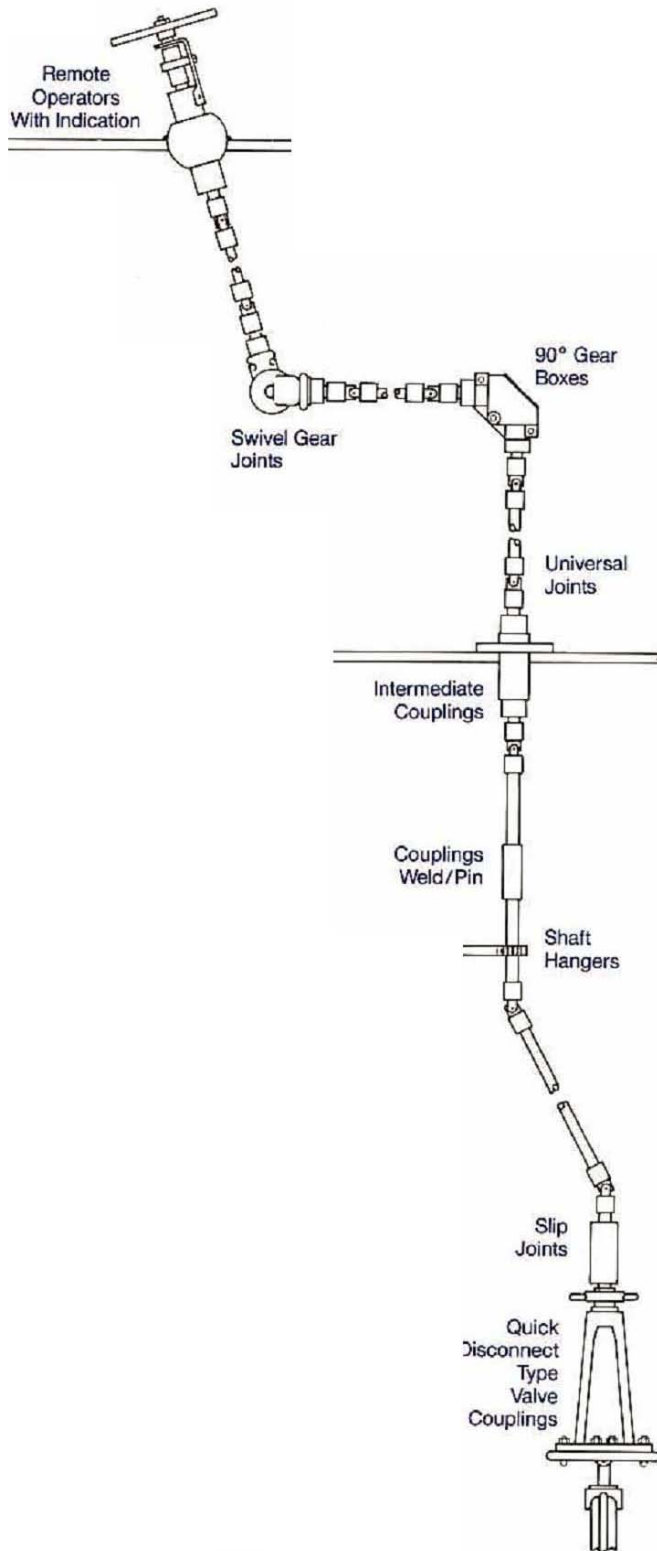 Remote
Operators
With Indication
90° Gear
Boxes
Swivel Gear
Joints
Universal
Joints
Intermediate
Couplings
Couplings
Weld/Pin
Shaft
Hangers
Slip
Joints
Quick
Disconnect
Type
Valve
Couplings